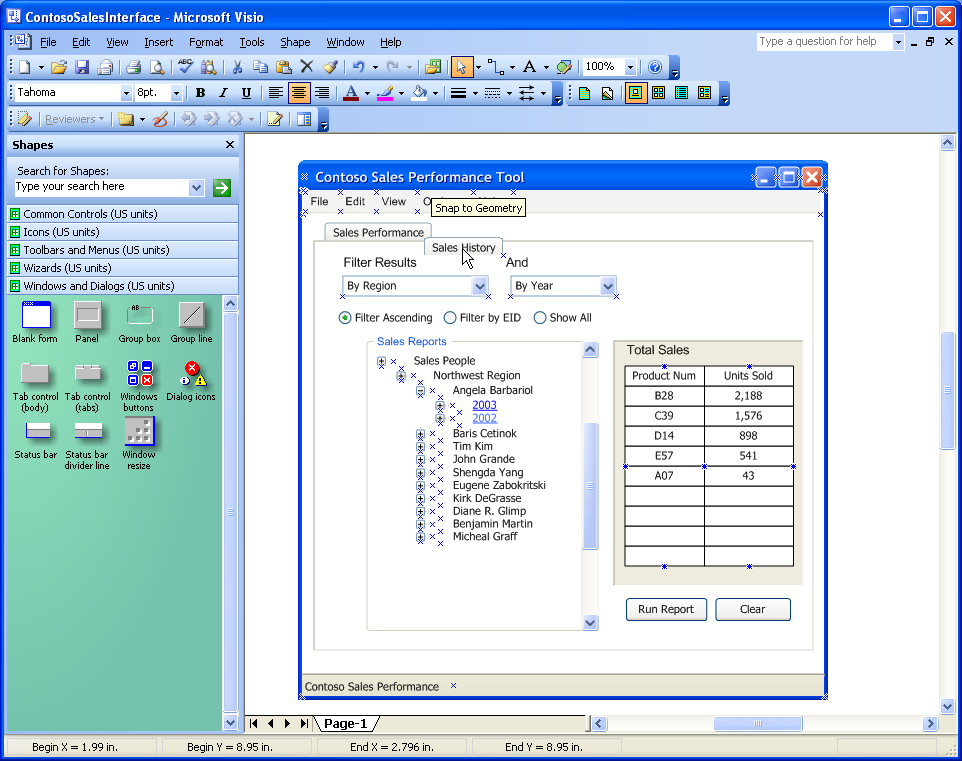 ContosoSalesInterface - Microsoft Visio
File Edit View Insert Format Tools Shape Window Help Type a question for help
100%
Tahoma 8pt. B I U A
Reviewers
Shapes
Search for Shapes:
Type your search here
Common Controls (US units)
Icons (US units)
Toolbars and Menus (US units)
Wizards (US units)
Windows and Dialogs (US units)
Blank form Panel Group box Group line
Tab control (body) Tab control (tabs) Windows buttons Dialog icons
Status bar Status bar divider line Window resize
Contoso Sales Performance Tool
File Edit View
Snap to Geometry
Sales Performance
Sales History
Filter Results And
By Region By Year
Filter Ascending Filter by EID Show All
Sales Reports
Sales People
Northwest Region
Angela Barbariol
2003
2002
Baris Cetinok
Tim Kim
John Grande
Shengda Yang
Eugene Zabokritski
Kirk DeGrasse
Diane R. Glimp
Benjamin Martin
Micheal Graff
Total Sales
Product Num Units Sold
B28 2,188
C39 1,576
D14 898
E57 541
A07 43
Run Report Clear
Contoso Sales Performance
Page-1
Begin X = 1.99 in. Begin Y = 8.95 in. End X = 2.796 in. End Y = 8.95 in.